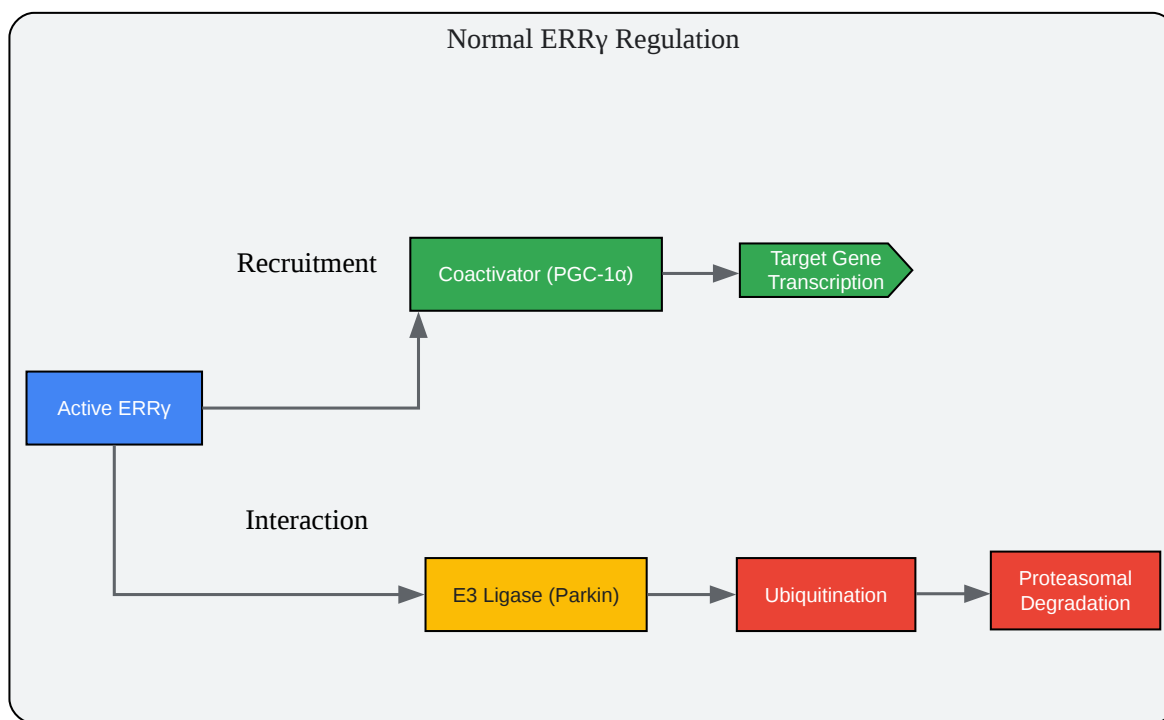 Normal ERRγ Regulation
Recruitment
Coactivator (PGC-1α)
Target Gene
Transcription
Active ERRγ
Interaction
E3 Ligase (Parkin)
Ubiquitination
Proteasomal
Degradation